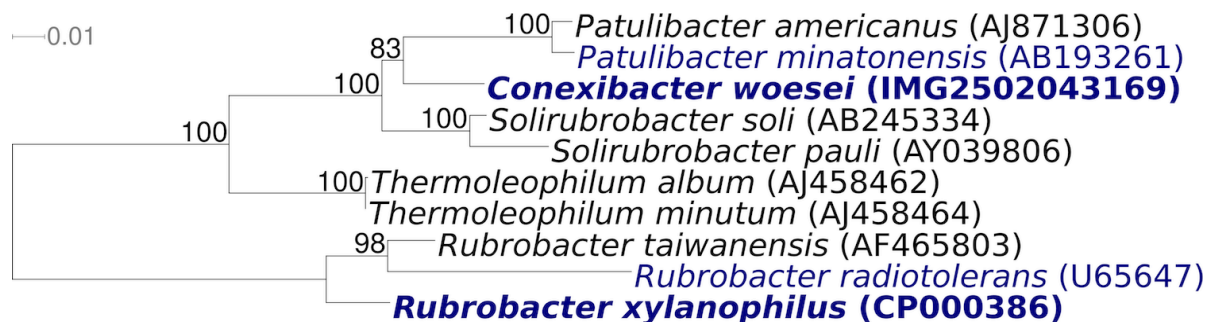 0.01
100 Patulibacter americanus (AJ871306)
83 Patulibacter minatonensis (AB193261)
100 Conexibacter woesei (IMG2502043169)
100 Solirubrobacter soli (AB245334)
100 Solirubrobacter pauli (AY039806)
100 Thermoleophilum album (AJ458462)
Thermoleophilum minutum (AJ458464)
98 Rubrobacter taiwanensis (AF465803)
Rubrobacter radiotolerans (U65647)
Rubrobacter xylanophilus (CP000386)